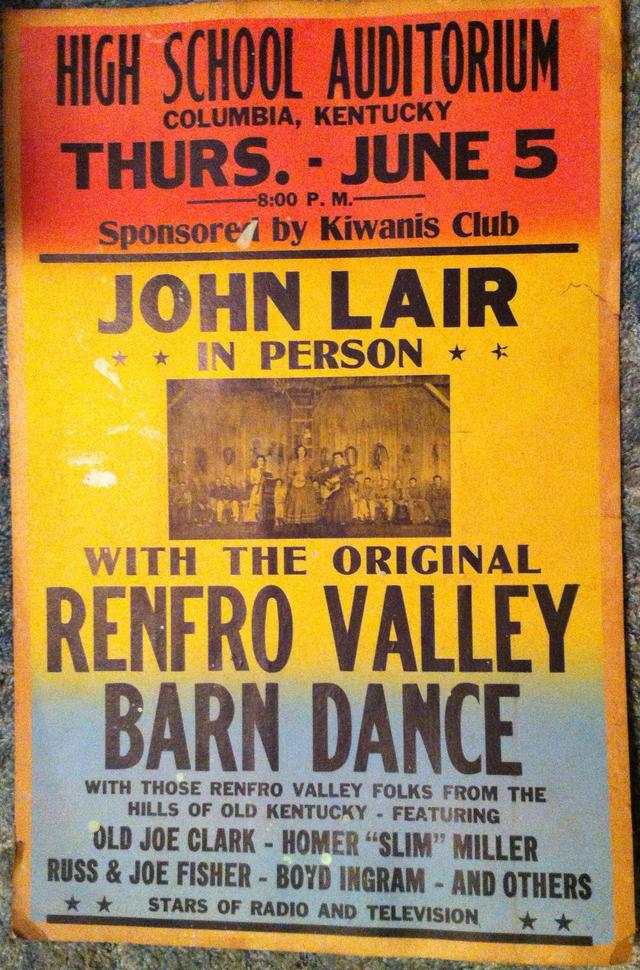 HIGH SCHOOL AUDITORIUM
COLUMBIA, KENTUCKY
THURS. - JUNE 5
8:00 P. M.
Sponsored by Kiwanis Club
JOHN LAIR
IN PERSON
WITH THE ORIGINAL
RENFRO VALLEY
BARN DANCE
WITH THOSE RENFRO VALLEY FOLKS FROM THE
HILLS OF OLD KENTUCKY - FEATURING
OLD JOE CLARK - HOMER "SLIM" MILLER
RUSS & JOE FISHER - BOYD INGRAM - AND OTHERS
STARS OF RADIO AND TELEVISION